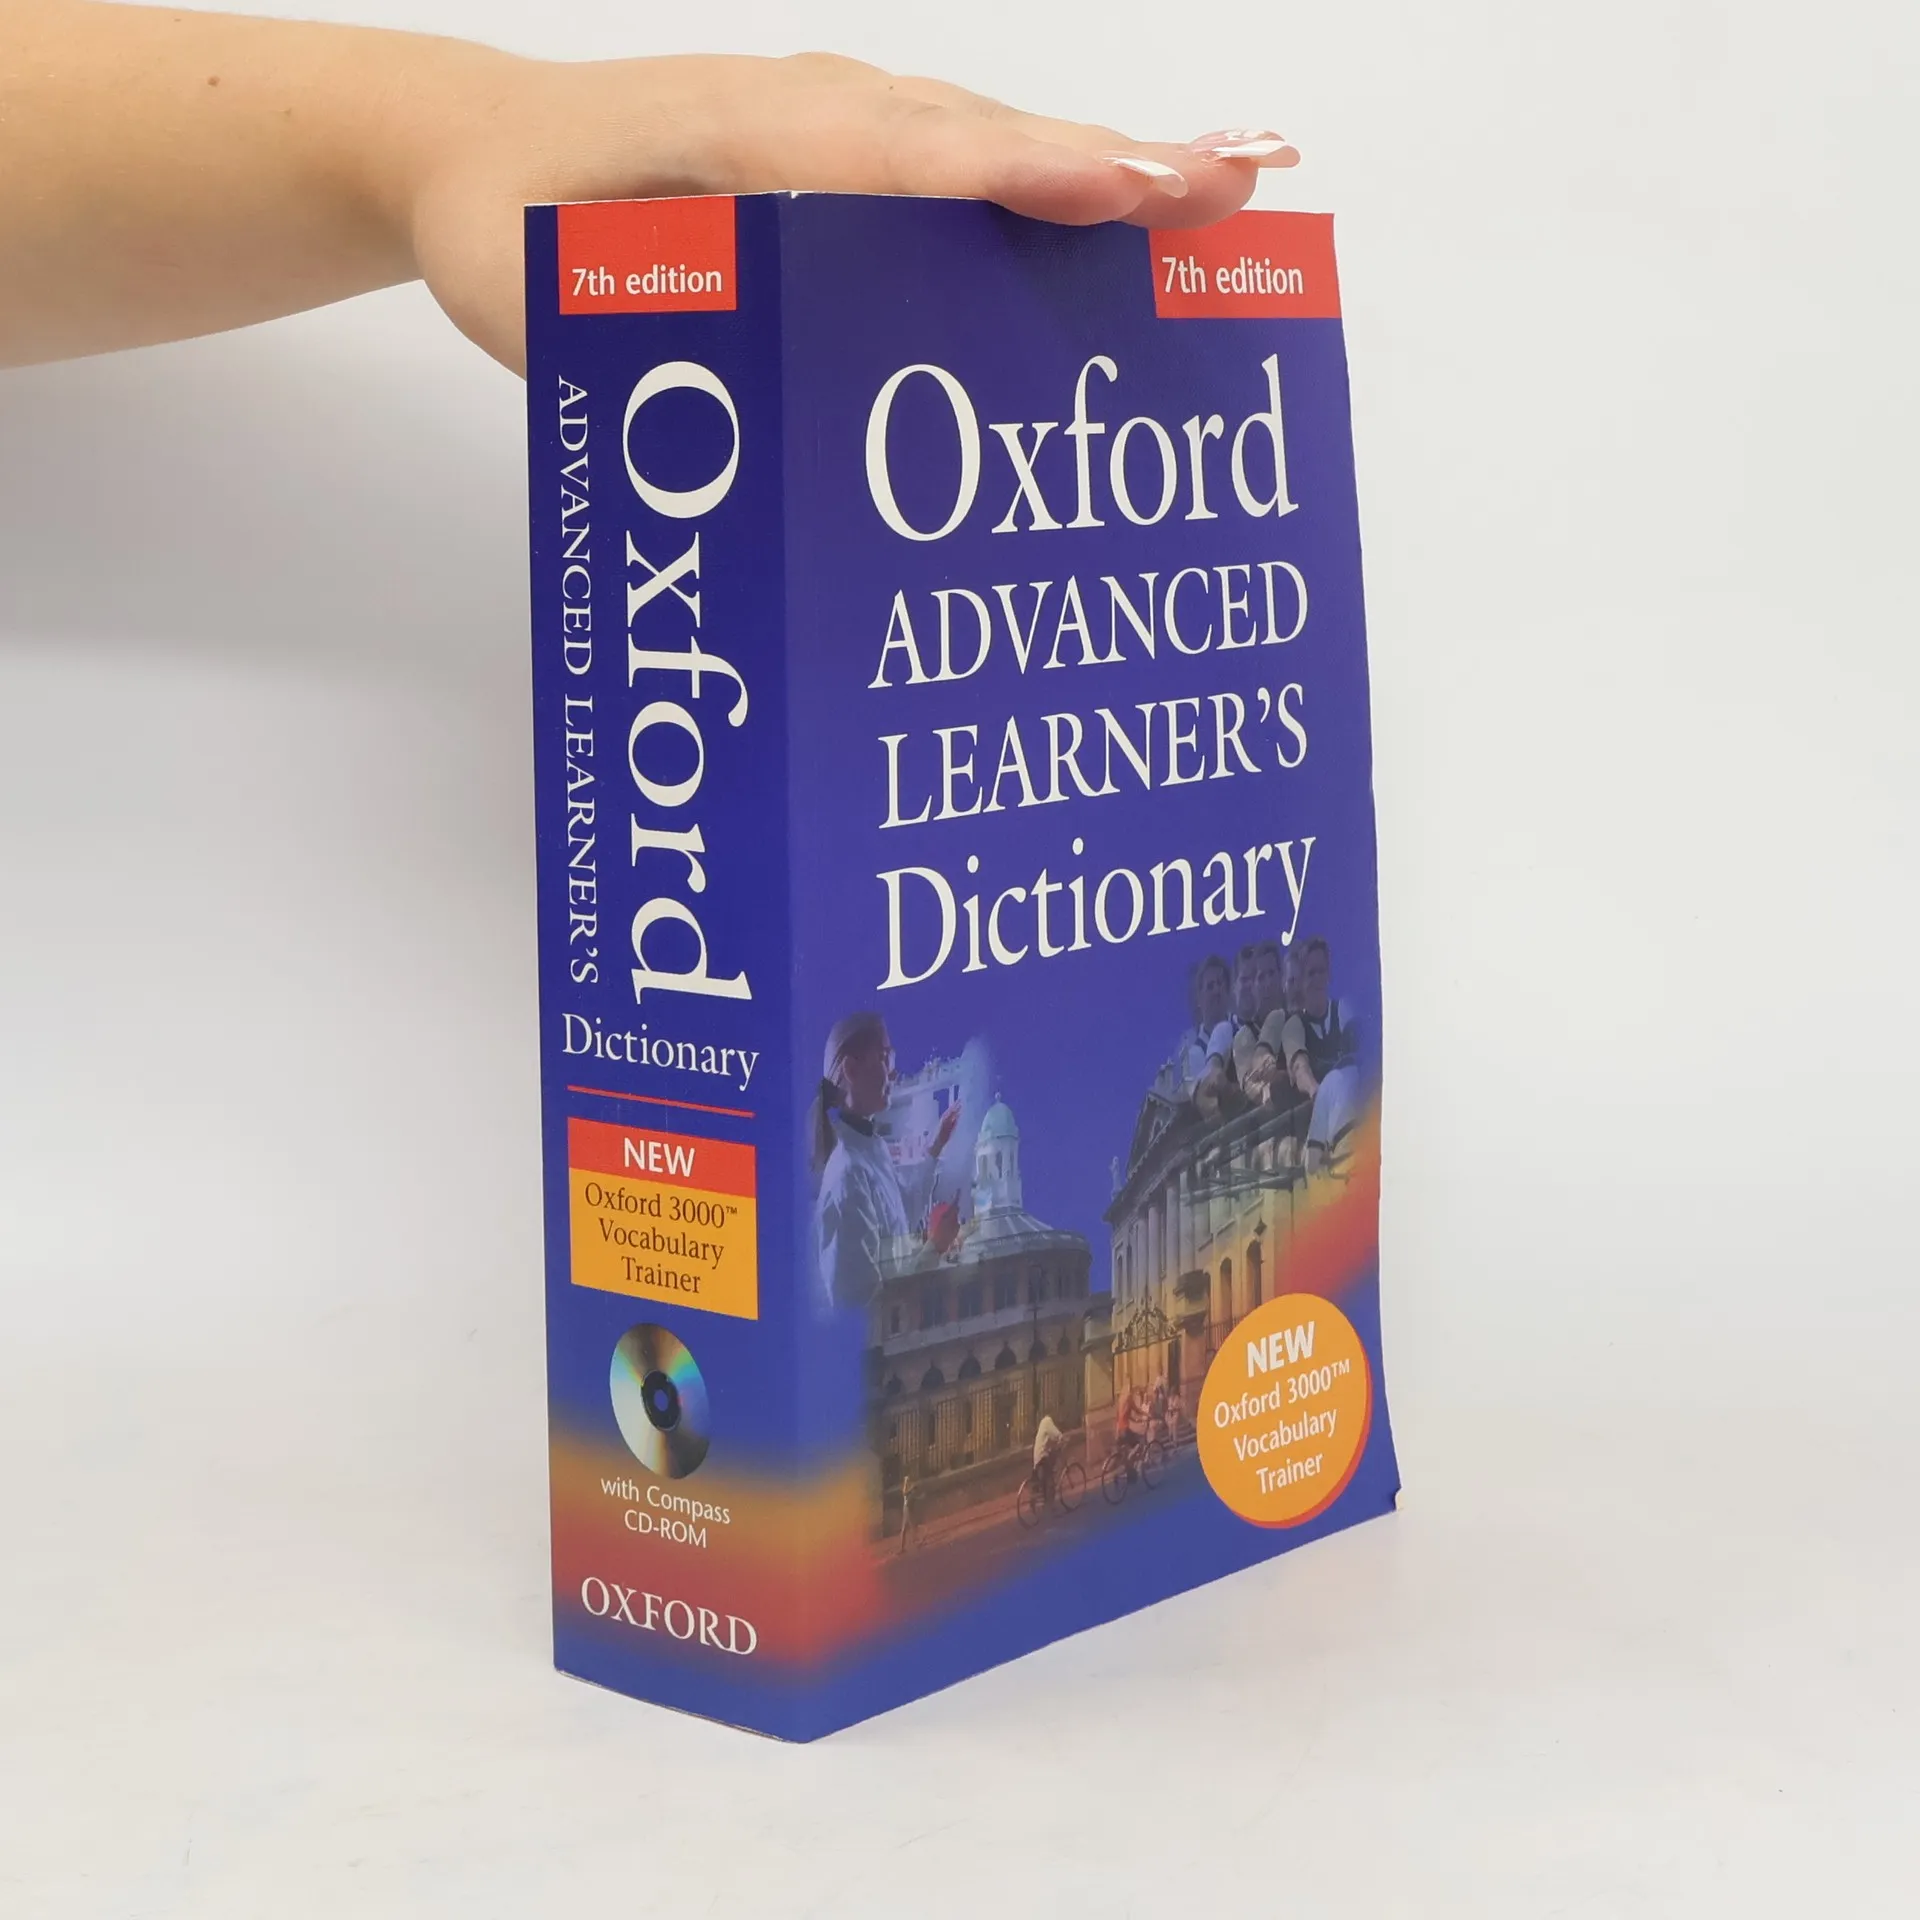 7th edition
Oxford
ADVANCED LEARNER'S
Dictionary
NEW
Oxford 3000™
Vocabulary
Trainer
with Compass
CD-ROM
OXFORD
7th edition
Oxford
ADVANCED
LEARNER'S
Dictionary
NEW
Oxford 3000™
Vocabulary
Trainer